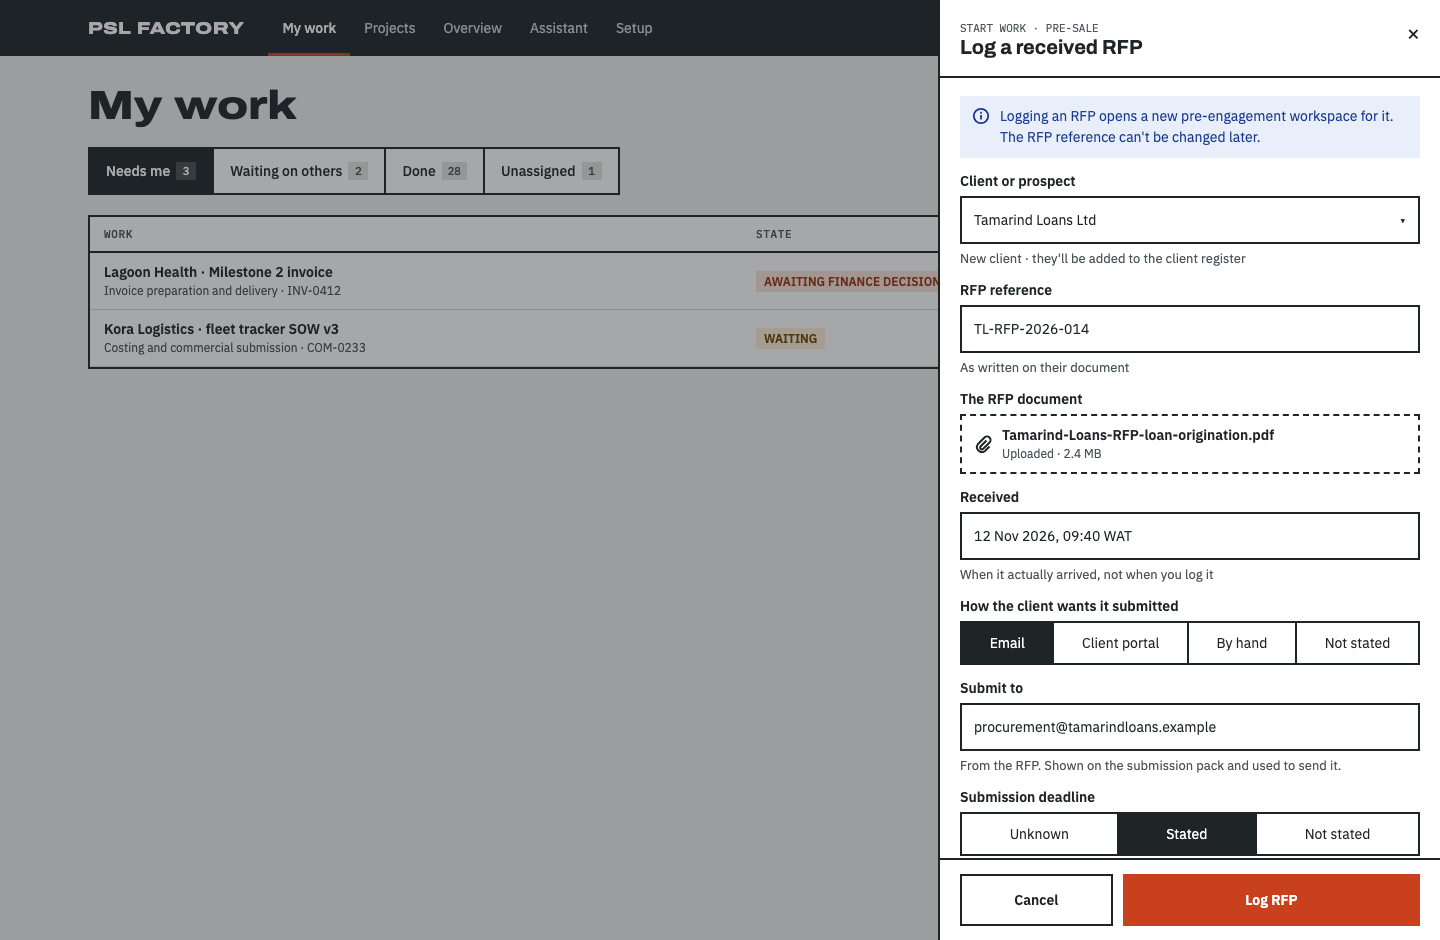 PSL FACTORY
My work
Projects
Overview
Assistant
Setup
My work
Needs me 3
Waiting on others 2
Done 28
Unassigned 1
WORK
STATE
Lagoon Health · Milestone 2 invoice
Invoice preparation and delivery · INV-0412
AWAITING FINANCE DECISION
Kora Logistics · fleet tracker SOW v3
Costing and commercial submission · COM-0233
WAITING
START WORK · PRE-SALE
Log a received RFP
×
Logging an RFP opens a new pre-engagement workspace for it.
The RFP reference can't be changed later.
Client or prospect
Tamarind Loans Ltd
New client · they'll be added to the client register
RFP reference
TL-RFP-2026-014
As written on their document
The RFP document
Tamarind-Loans-RFP-loan-origination.pdf
Uploaded · 2.4 MB
Received
12 Nov 2026, 09:40 WAT
When it actually arrived, not when you log it
How the client wants it submitted
Email
Client portal
By hand
Not stated
Submit to
procurement@tamarindloans.example
From the RFP. Shown on the submission pack and used to send it.
Submission deadline
Unknown
Stated
Not stated
Cancel
Log RFP